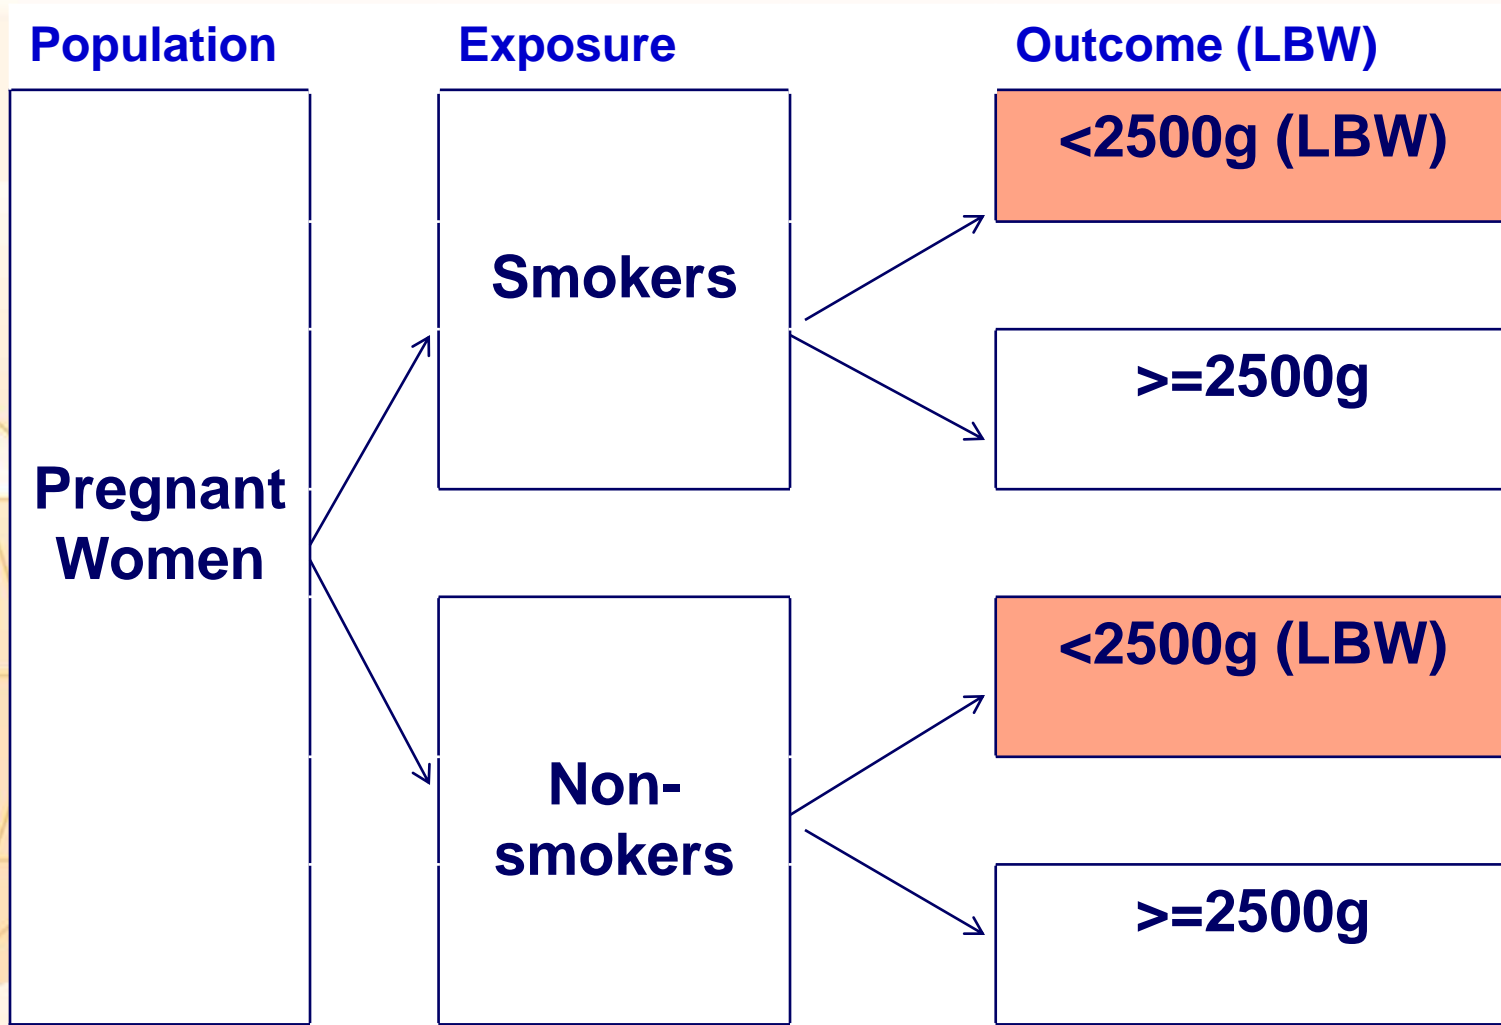 Population
Exposure
Outcome (LBW)
Pregnant
Women
Smokers
<2500g (LBW)
>=2500g
Non-
smokers
<2500g (LBW)
>=2500g